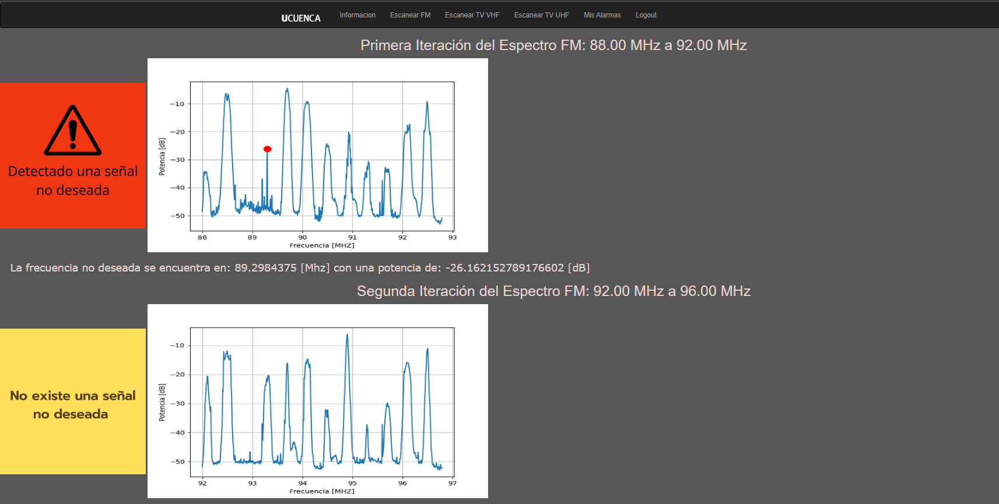 UCUENCA Informacion Escanear FM Escanear TV VHF Escanear TV UHF Mis Alarmas Logout
Primera Iteración del Espectro FM: 88.00 MHz a 92.00 MHz
Detectado una señal
no deseada
Potencia [dB]
−10
−20
−30
−40
−50
88 89 90 91 92 93
Frecuencia [MHZ]
La frecuencia no deseada se encuentra en: 89.2984375 [Mhz] con una potencia de: -26.162152789176602 [dB]
Segunda Iteración del Espectro FM: 92.00 MHz a 96.00 MHz
No existe una señal
no deseada
Potencia [dB]
−10
−20
−30
−40
−50
92 93 94 95 96 97
Frecuencia [MHZ]